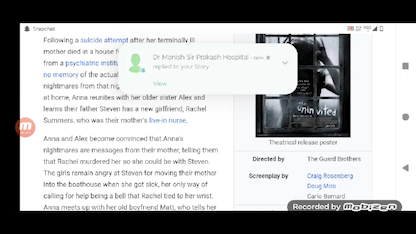 Snapchat
Following a suicide attempt after her terminally ill
mother died in a house f
from a psychiatric instit
no memory of the actual
nightmares from that nig
at home, Anna reunites with her older sister Alex and
learns their father Steven has a new girlfriend, Rachel
Summers, who was their mother's live-in nurse.
Anna and Alex become convinced that Anna's
nightmares are messages from their mother, telling them
that Rachel murdered her so she could be with Steven.
The girls remain angry at Steven for moving their mother
into the boathouse when she got sick, her only way of
calling for help being a bell that Rachel tied to her wrist.
Anna meets up with her old boyfriend Matt, who tells her
Dr Manish Sir Prakash Hospital • now
replied to your Story
View
the uninvited
Theatrical release poster
Directed by The Guard Brothers
Screenplay by Craig Rosenberg
Doug Miro
Carlo Bernard
Recorded by Mobizen